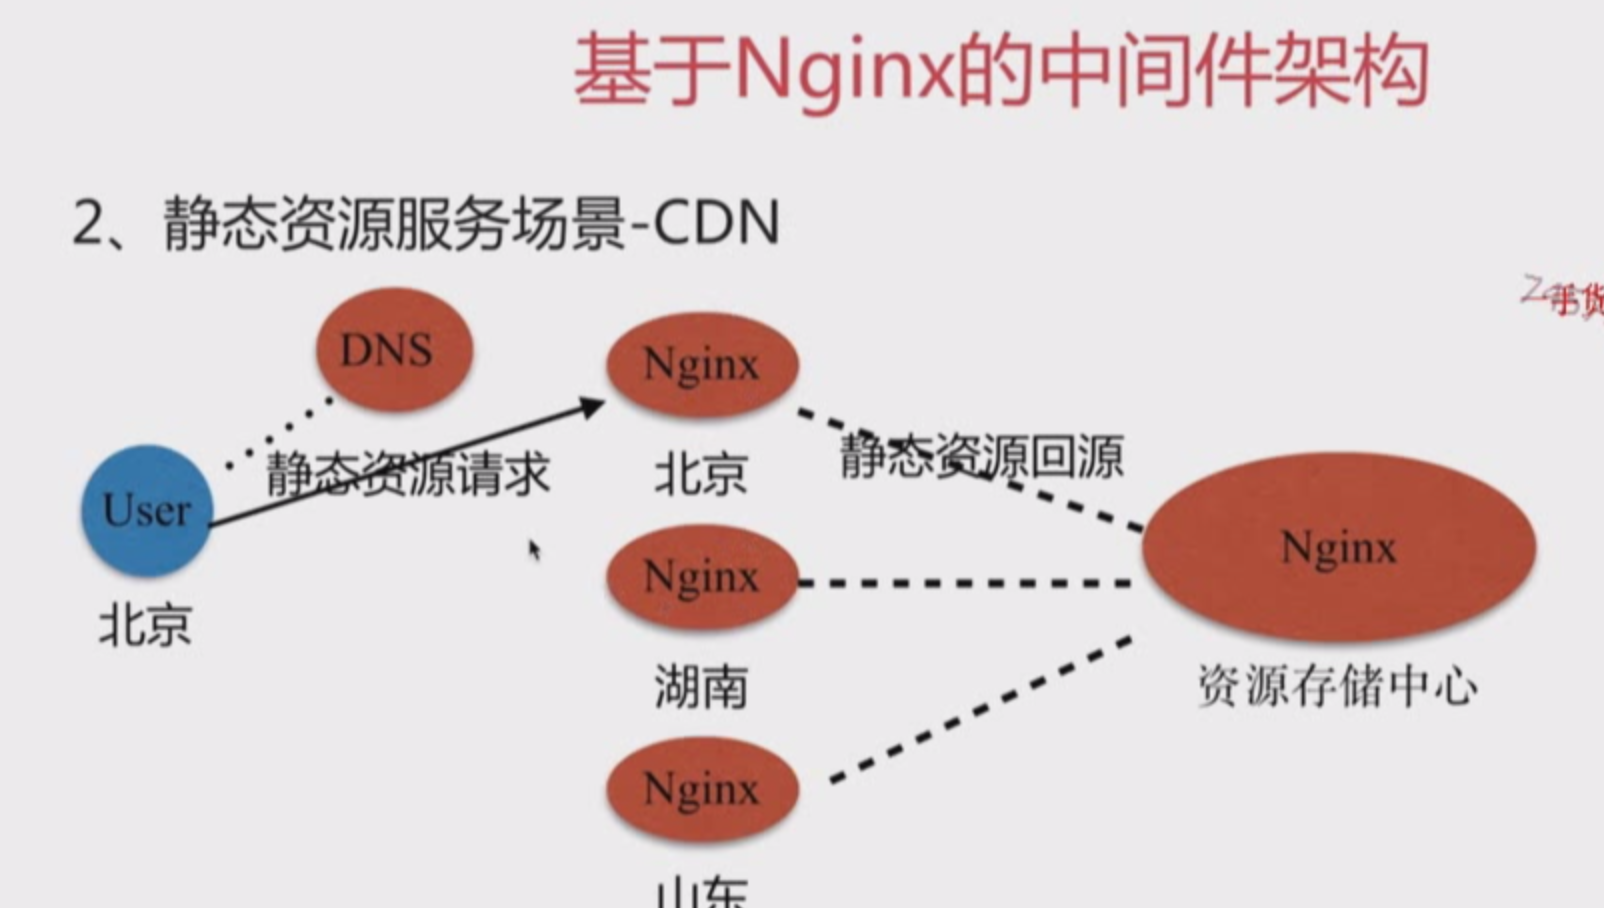 基于Nginx的中间件架构
2、静态资源服务场景-CDN
DNS
Nginx
静态资源请求
北京
静态资源回源
User
北京
Nginx
湖南
Nginx
资源存储中心
Nginx
山东
手货